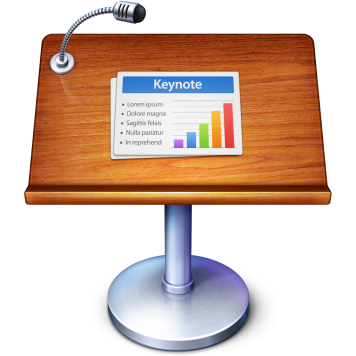 Keynote
• Lorem ipsum
• Dolore magna
• Sagittis felais
• Nulla pariatur
• In reprehend